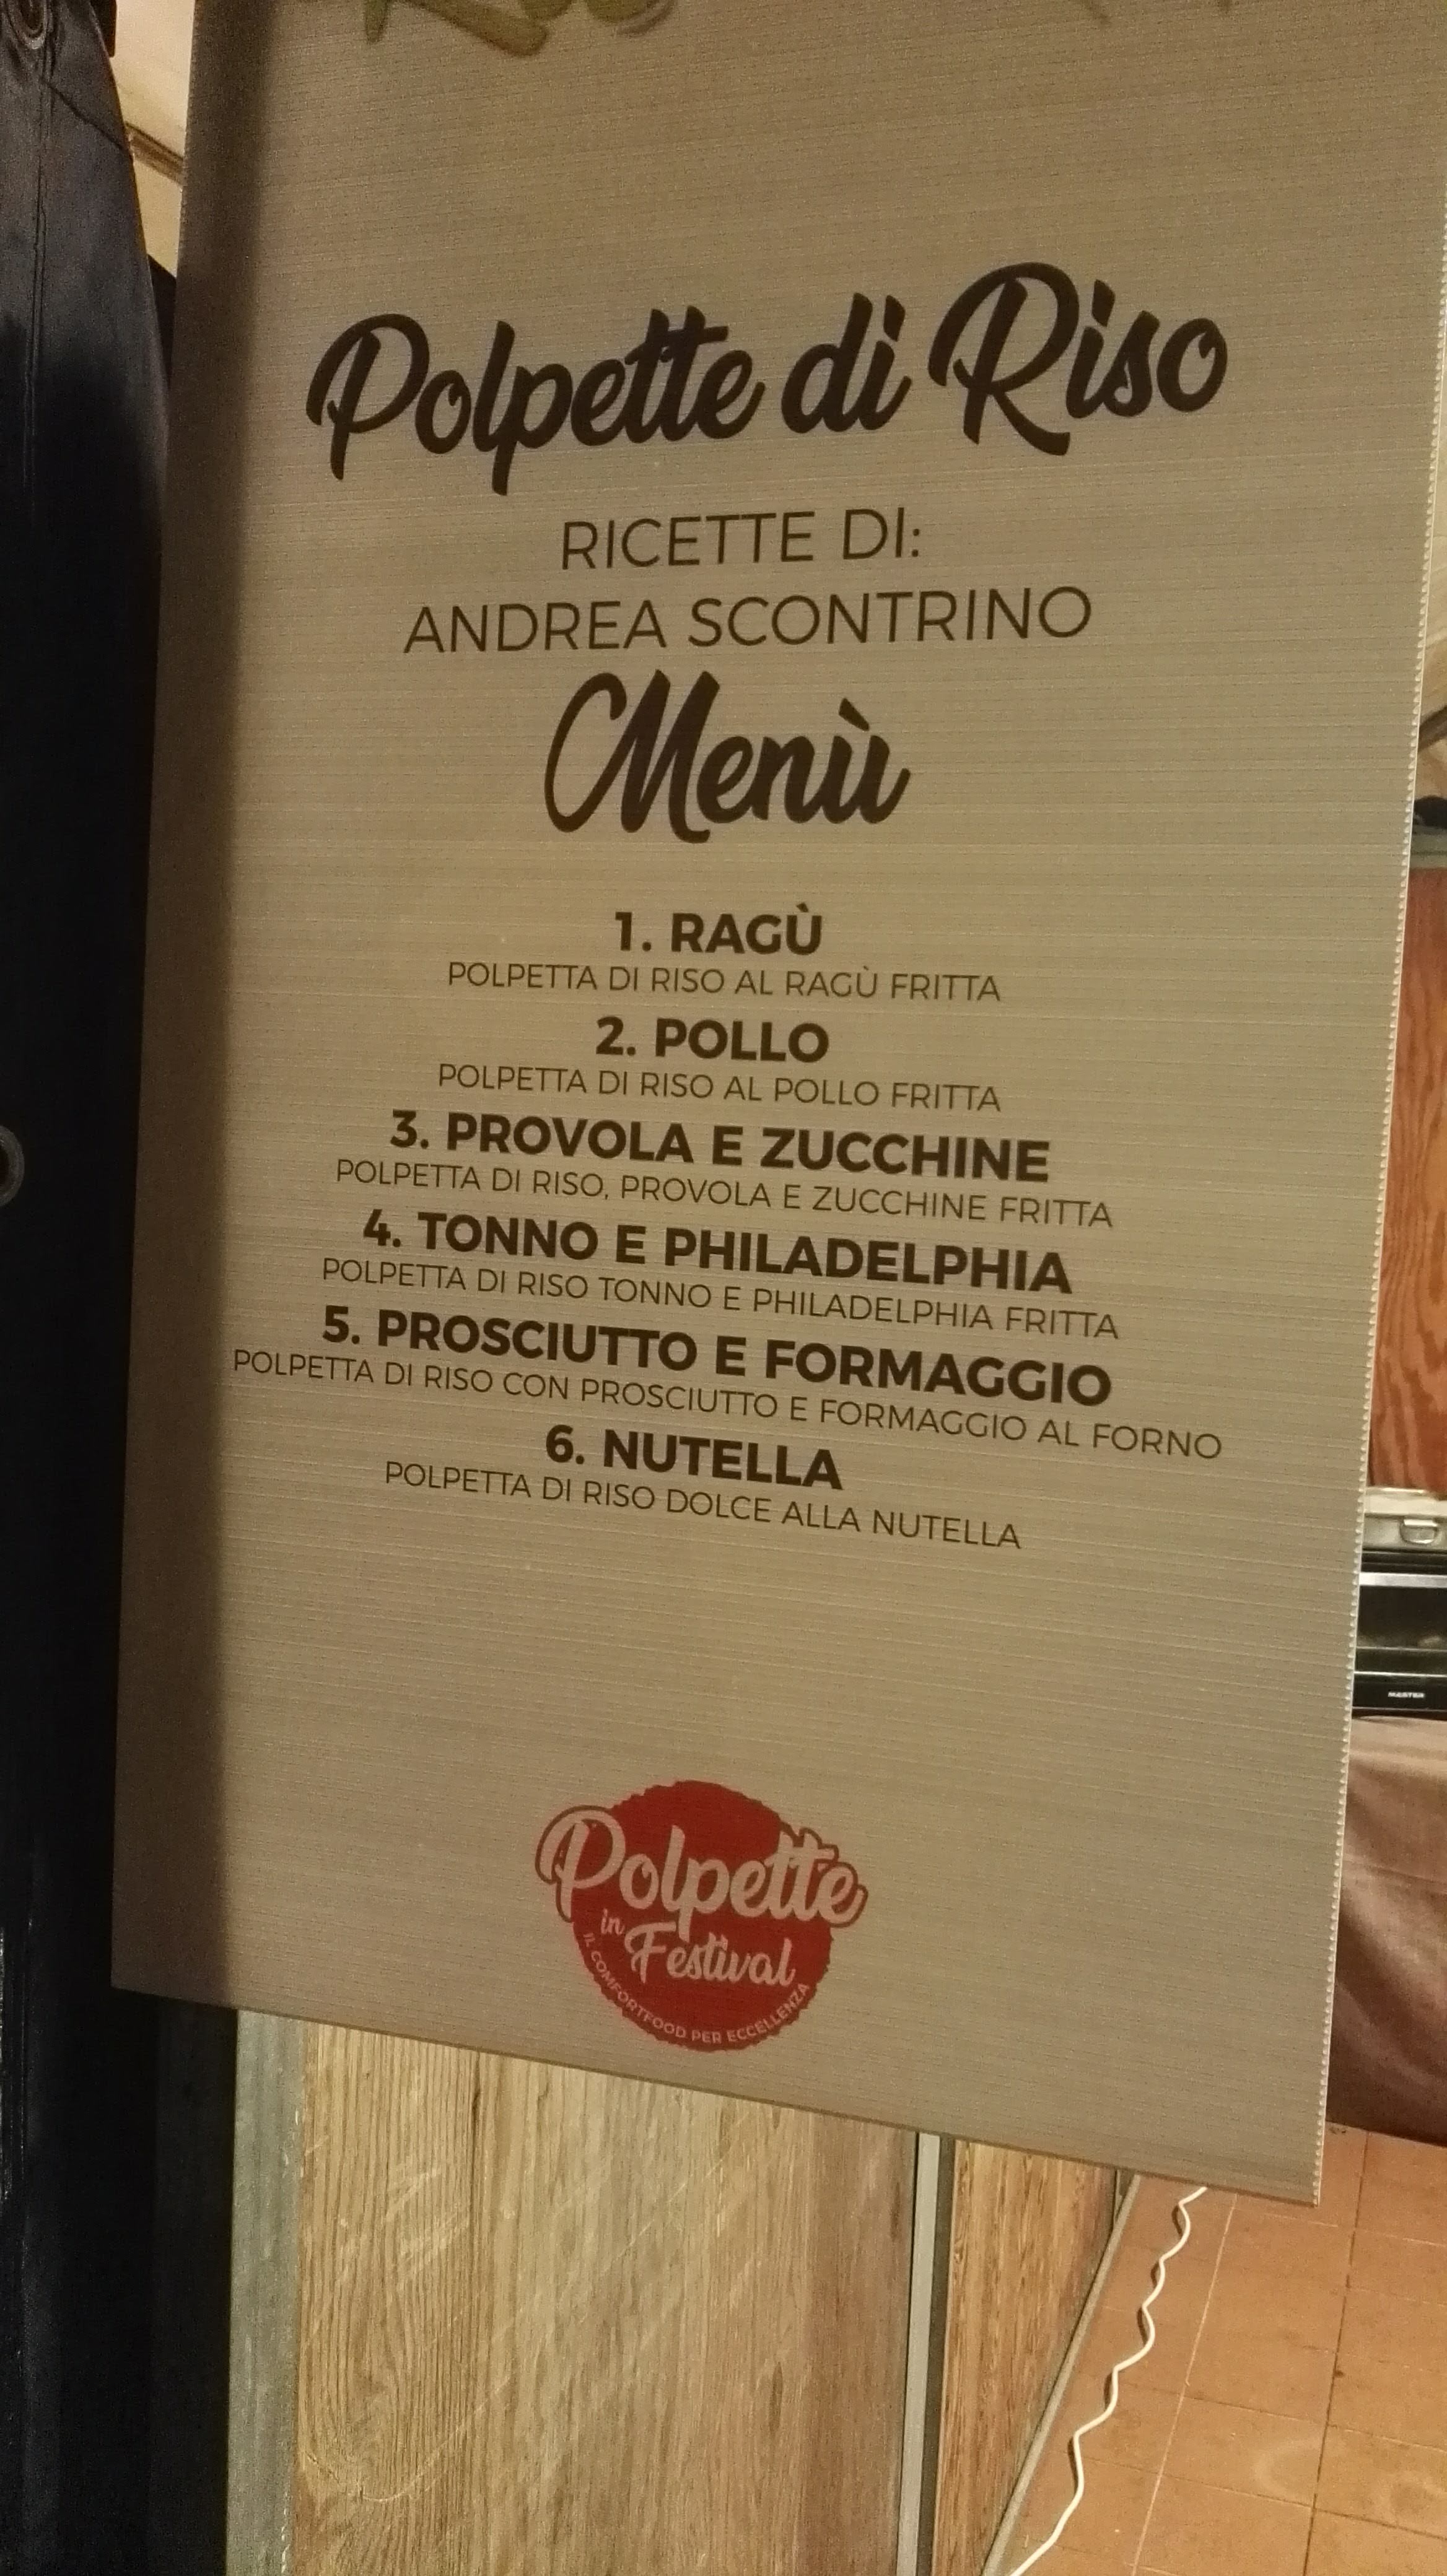 Polpette di Riso
RICETTE DI:
ANDREA SCONTRINO
Menù
1. RAGÙ
POLPETTA DI RISO AL RAGÙ FRITTA
2. POLLO
POLPETTA DI RISO AL POLLO FRITTA
3. PROVOLA E ZUCCHINE
POLPETTA DI RISO, PROVOLA E ZUCCHINE FRITTA
4. TONNO E PHILADELPHIA
POLPETTA DI RISO TONNO E PHILADELPHIA FRITTA
5. PROSCIUTTO E FORMAGGIO
POLPETTA DI RISO CON PROSCIUTTO E FORMAGGIO AL FORNO
6. NUTELLA
POLPETTA DI RISO DOLCE ALLA NUTELLA
MASTER
Polpette
in Festival
IL COMFORTFOOD PER ECCELLENZA